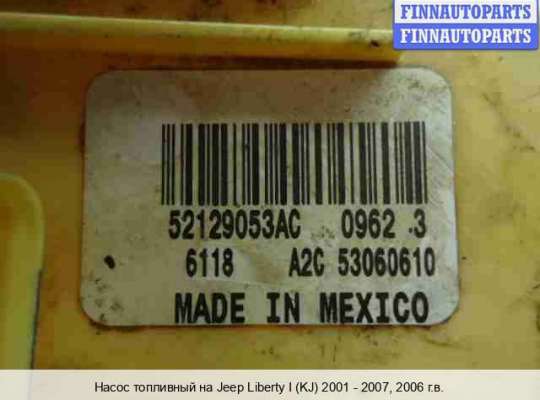 FINNAUTOPARTS
FINNAUTOPARTS
52129053AC 0962 3
6118 A2C 53060610
MADE IN MEXICO
Насос топливный на Jeep Liberty I (KJ) 2001 - 2007, 2006 г.в.